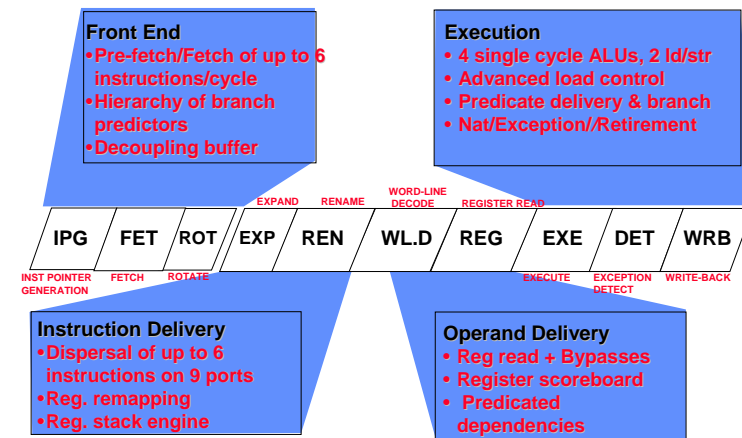 Front End
•Pre-fetch/Fetch of up to 6
instructions/cycle
•Hierarchy of branch
predictors
•Decoupling buffer
Execution
• 4 single cycle ALUs, 2 ld/str
• Advanced load control
• Predicate delivery & branch
• Nat/Exception//Retirement
EXPAND
RENAME
WORD-LINE
DECODE
REGISTER READ
IPG
FET
ROT
EXP
REN
WL.D
REG
EXE
DET
WRB
INST POINTER
GENERATION
FETCH
ROTATE
EXECUTE
EXCEPTION
DETECT
WRITE-BACK
Instruction Delivery
•Dispersal of up to 6
instructions on 9 ports
•Reg. remapping
•Reg. stack engine
Operand Delivery
• Reg read + Bypasses
• Register scoreboard
• Predicated
dependencies